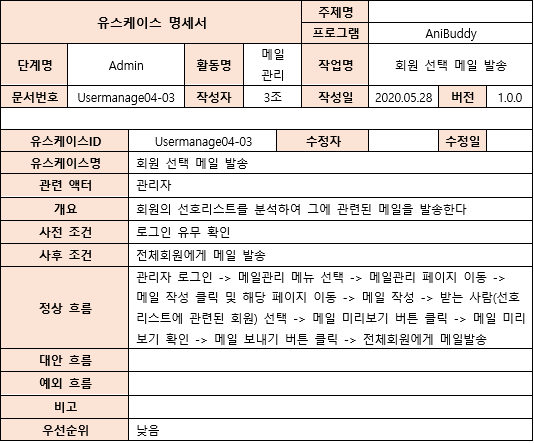 유스케이스 명세서 주제명
프로그램 AniBuddy
단계명 Admin 활동명 메일
관리 작업명 회원 선택 메일 발송
문서번호 Usermanage04-03 작성자 3조 작성일 2020.05.28 버전 1.0.0
유스케이스ID Usermanage04-03 수정자 수정일
유스케이스명 회원 선택 메일 발송
관련 액터 관리자
개요 회원의 선호리스트를 분석하여 그에 관련된 메일을 발송한다
사전 조건 로그인 유무 확인
사후 조건 전체회원에게 메일 발송
정상 흐름 관리자 로그인 -> 메일관리 메뉴 선택 -> 메일관리 페이지 이동 ->
메일 작성 클릭 및 해당 페이지 이동 -> 메일 작성 -> 받는 사람(선호
리스트에 관련된 회원) 선택 -> 메일 미리보기 버튼 클릭 -> 메일 미리
보기 확인 -> 메일 보내기 버튼 클릭 -> 전체회원에게 메일발송
대안 흐름
예외 흐름
비고
우선순위 낮음